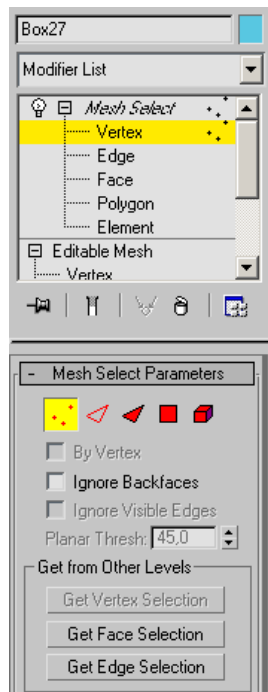 Box27
Modifier List
Mesh Select
Vertex
Edge
Face
Polygon
Element
Editable Mesh
Vertex
- Mesh Select Parameters
By Vertex
Ignore Backfaces
Ignore Visible Edges
Planar Thresh: 45,0
Get from Other Levels
Get Vertex Selection
Get Face Selection
Get Edge Selection